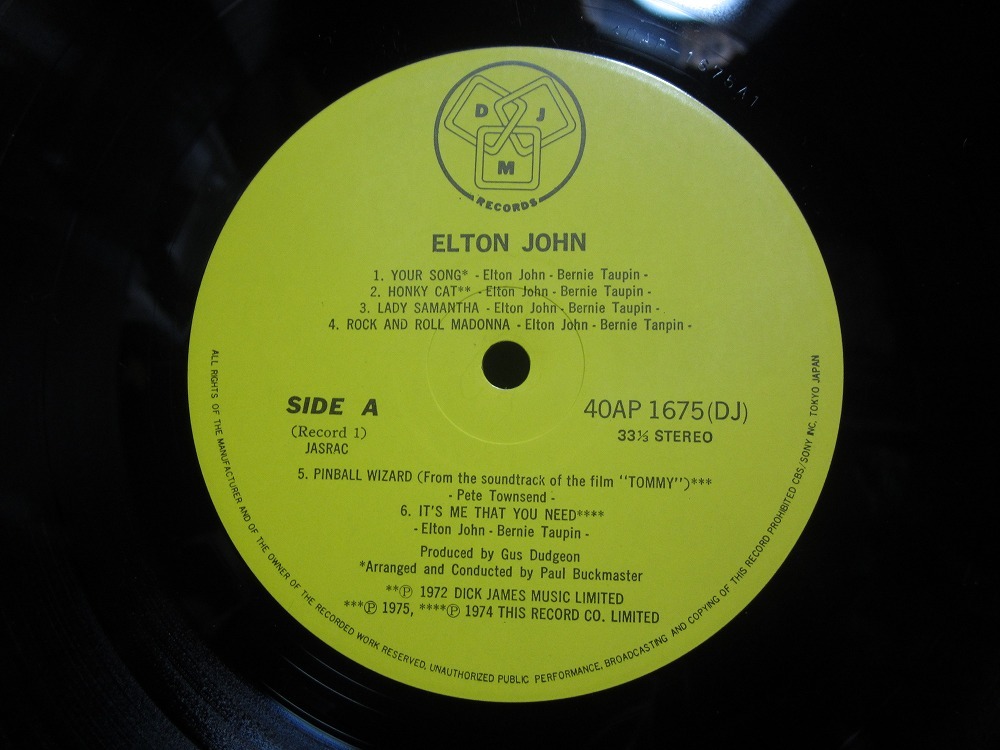 D J
M
RECORDS
ELTON JOHN
1. YOUR SONG* - Elton John - Bernie Taupin -
2. HONKY CAT** - Elton John - Bernie Taupin -
3. LADY SAMANTHA - Elton John - Bernie Taupin -
4. ROCK AND ROLL MADONNA - Elton John - Bernie Tanpin -
SIDE A
(Record 1)
JASRAC
40AP 1675(DJ)
33⅓ STEREO
5. PINBALL WIZARD (From the soundtrack of the film "TOMMY")***
- Pete Townsend -
6. IT'S ME THAT YOU NEED****
- Elton John - Bernie Taupin -
Produced by Gus Dudgeon
*Arranged and Conducted by Paul Buckmaster
**℗ 1972 DICK JAMES MUSIC LIMITED
***℗ 1975, ****℗ 1974 THIS RECORD CO. LIMITED
ALL RIGHTS OF THE MANUFACTURER AND OF THE OWNER OF THE RECORDED WORK RESERVED, UNAUTHORIZED PUBLIC PERFORMANCE, BROADCASTING AND COPYING OF THIS RECORD PROHIBITED CBS/SONY INC, TOKYO JAPAN